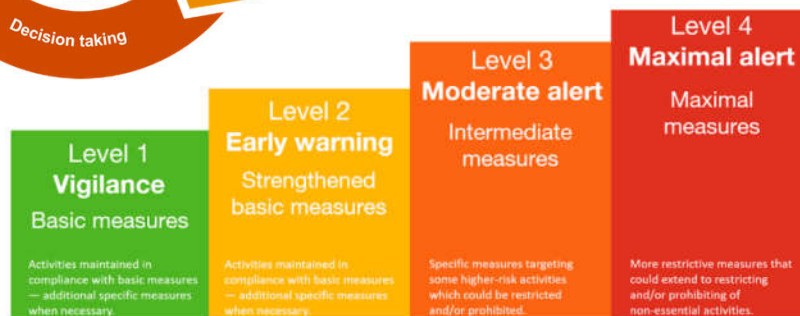 Decision taking
Level 1
Vigilance
Basic measures
Activities maintained in
compliance with basic measures
— additional specific measures
when necessary.
Level 2
Early warning
Strengthened
basic measures
Activities maintained in
compliance with basic measures
— additional specific measures
when necessary.
Level 3
Moderate alert
Intermediate
measures
Specific measures targeting
some higher-risk activities
which could be restricted
and/or prohibited.
Level 4
Maximal alert
Maximal
measures
More restrictive measures that
could extend to restricting
and/or prohibiting of
non-essential activities.